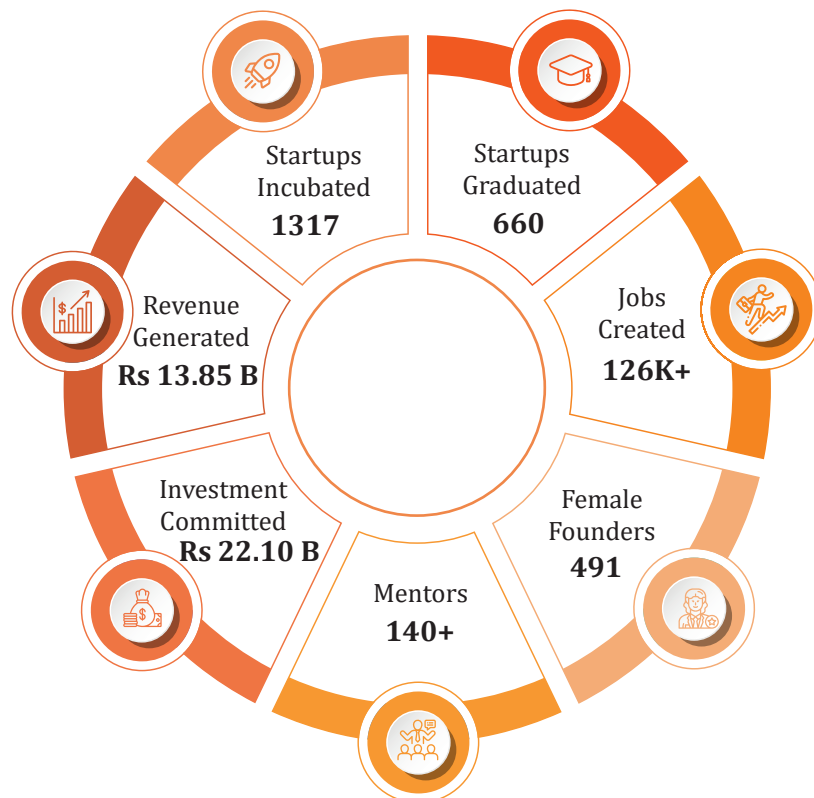 Startups
Incubated
1317
Startups
Graduated
660
Jobs
Created
126K+
Female
Founders
491
Mentors
140+
Investment
Committed
Rs 22.10 B
Revenue
Generated
Rs 13.85 B